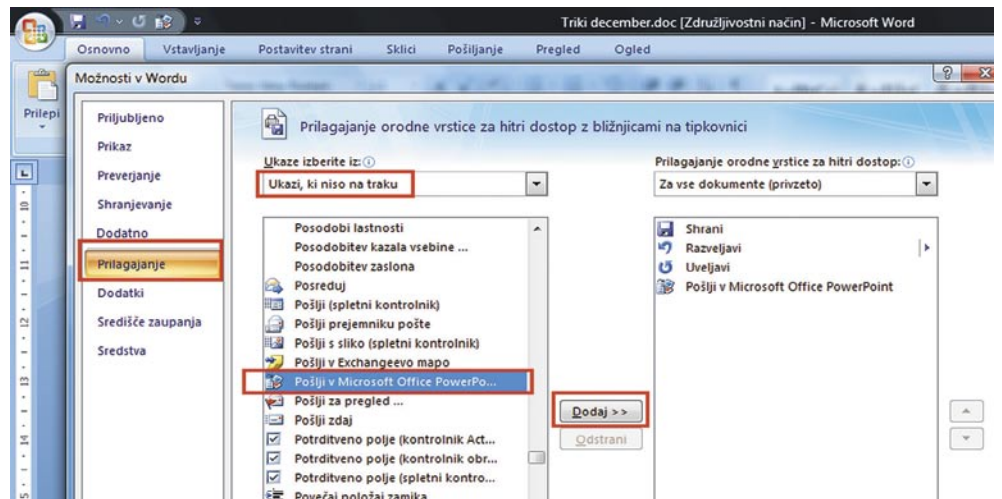 Triki december.doc [Združljivostni način] - Microsoft Word
Osnovno Vstavljanje Postavitev strani Sklici Pošiljanje Pregled Ogled
Prilepi
Možnosti v Wordu
Priljubljeno
Prikaz
Preverjanje
Shranjevanje
Dodatno
Prilagajanje
Dodatki
Središče zaupanja
Sredstva
Prilagajanje orodne vrstice za hitri dostop z bližnjicami na tipkovnici
Ukaze izberite iz:
Ukazi, ki niso na traku
Posodobi lastnosti
Posodobitev kazala vsebine ...
Posodobitev zaslona
Posreduj
Pošlji (spletni kontrolnik)
Pošlji prejemniku pošte
Pošlji s sliko (spletni kontrolnik)
Pošlji v Exchangeevo mapo
Pošlji v Microsoft Office PowerPo...
Pošlji za pregled ...
Pošlji zdaj
Potrditveno polje (kontrolnik Act...
Potrditveno polje (kontrolnik obr...
Potrditveno polje (spletni kontro...
Povečaj položaj zamika
Dodaj >>
Odstrani
Prilagajanje orodne vrstice za hitri dostop:
Za vse dokumente (privzeto)
Shrani
Razveljavi
Uveljavi
Pošlji v Microsoft Office PowerPoint